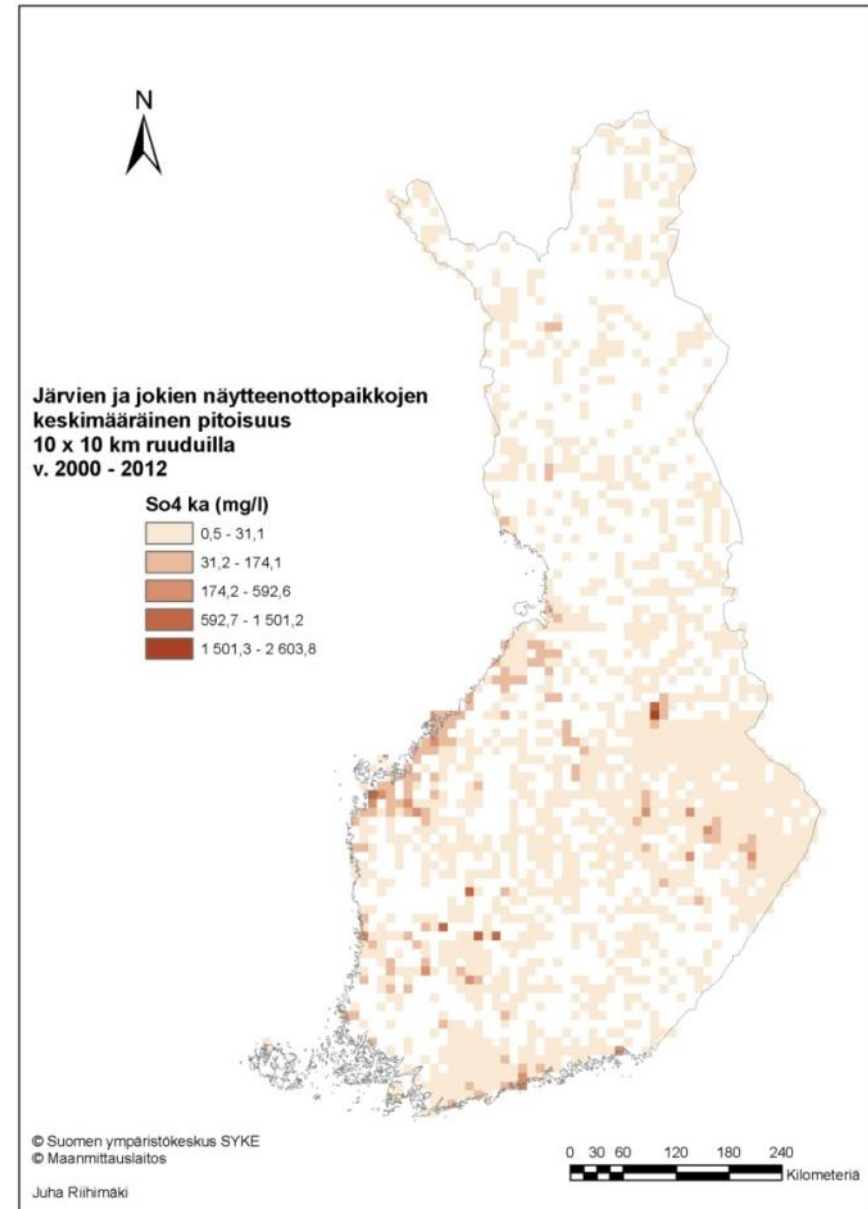 N
Järvien ja jokien näytteenottopaikkojen
keskimääräinen pitoisuus
10 x 10 km ruuduilla
v. 2000 - 2012
So4 ka (mg/l)
0,5 - 31,1
31,2 - 174,1
174,2 - 592,6
592,7 - 1 501,2
1 501,3 - 2 603,8
© Suomen ympäristökeskus SYKE
© Maanmittauslaitos
Juha Riihimäki
0 30 60 120 180 240
Kilometriä